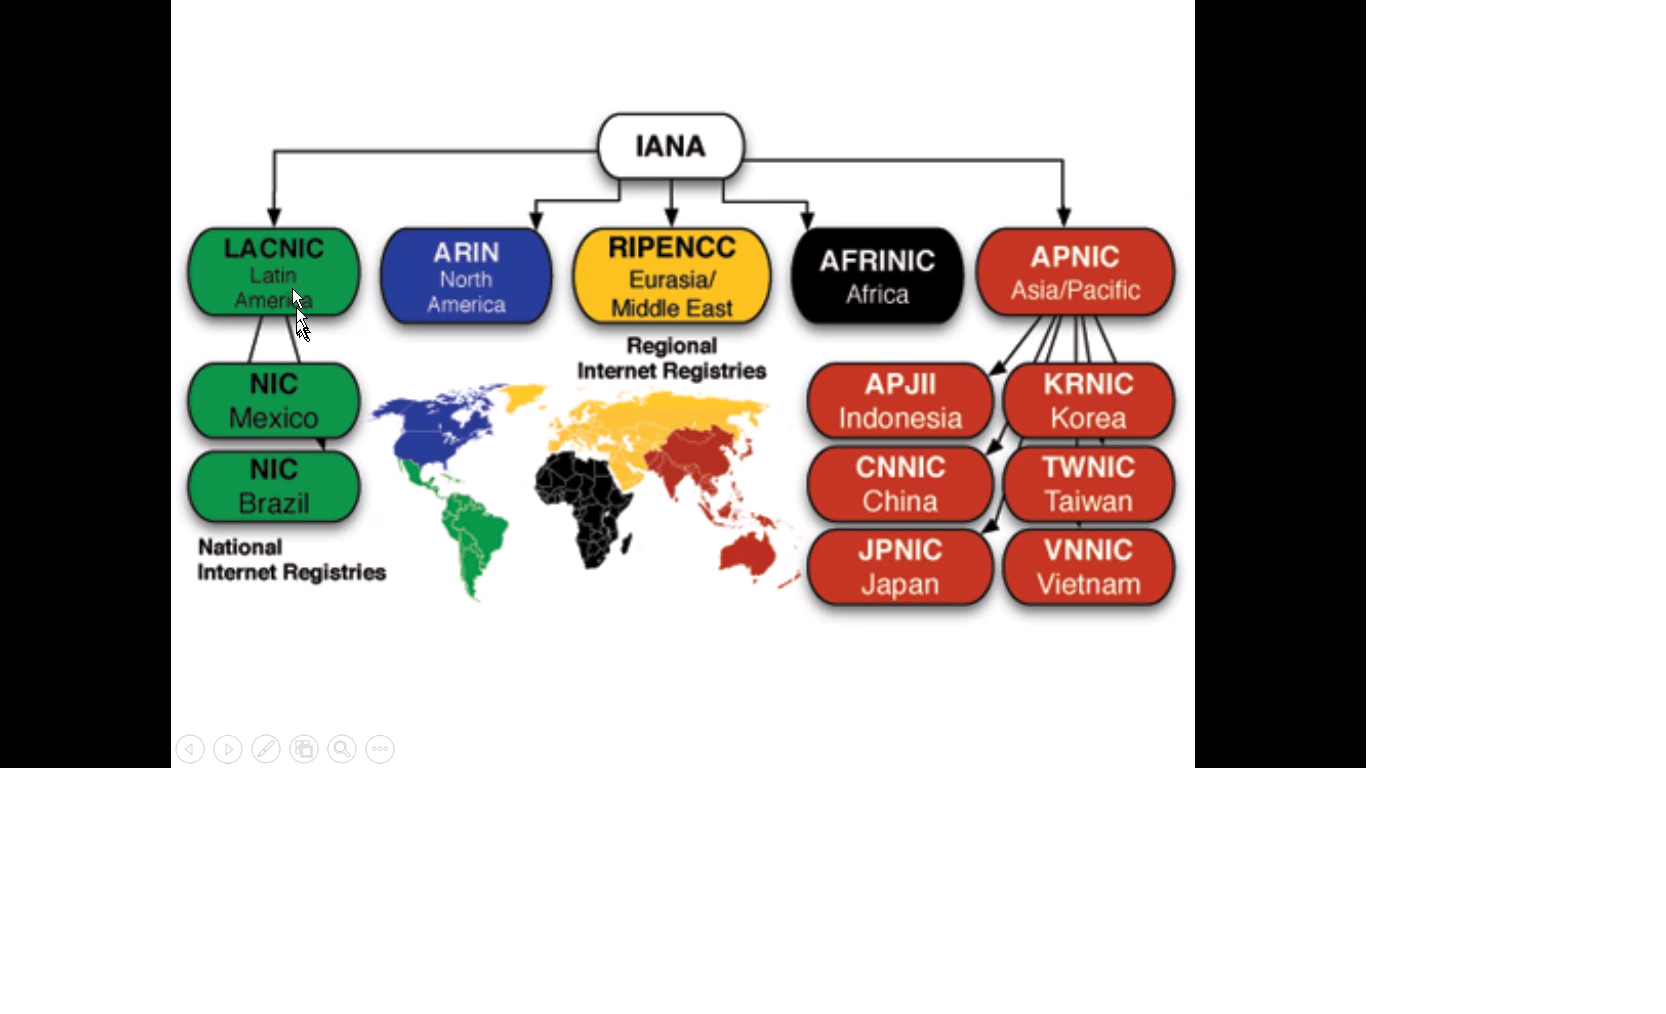 IANA
LACNIC
Latin
America
ARIN
North
America
RIPENCC
Eurasia/
Middle East
AFRINIC
Africa
APNIC
Asia/Pacific
Regional
Internet Registries
NIC
Mexico
NIC
Brazil
National
Internet Registries
APJII
Indonesia
KRNIC
Korea
CNNIC
China
TWNIC
Taiwan
JPNIC
Japan
VNNIC
Vietnam